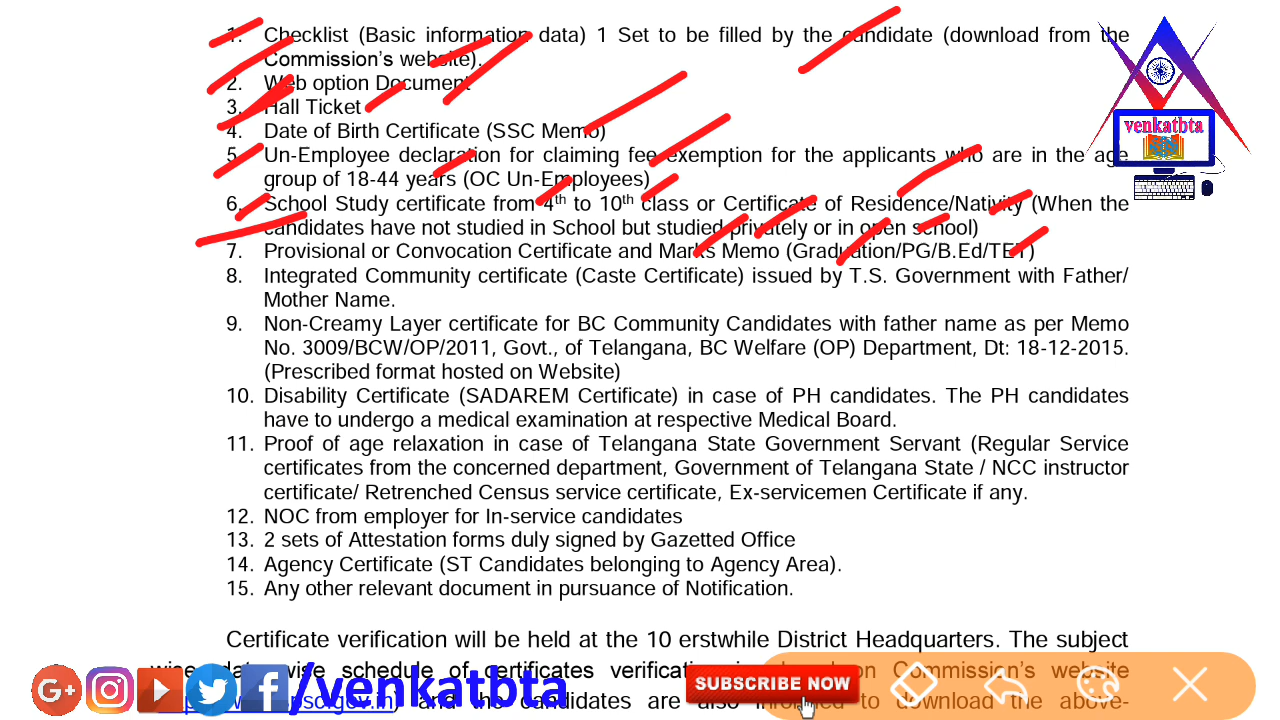 1. Checklist (Basic information data) 1 Set to be filled by the candidate (download from the
Commission's website).
2. Web option Document
3. Hall Ticket
4. Date of Birth Certificate (SSC Memo)
5. Un-Employee declaration for claiming fee exemption for the applicants who are in the age
group of 18-44 years (OC Un-Employees)
6. School Study certificate from 4th to 10th class or Certificate of Residence/Nativity (When the
candidates have not studied in School but studied privately or in open school)
7. Provisional or Convocation Certificate and Marks Memo (Graduation/PG/B.Ed/TET)
8. Integrated Community certificate (Caste Certificate) issued by T.S. Government with Father/
Mother Name.
9. Non-Creamy Layer certificate for BC Community Candidates with father name as per Memo
No. 3009/BCW/OP/2011, Govt., of Telangana, BC Welfare (OP) Department, Dt: 18-12-2015.
(Prescribed format hosted on Website)
10. Disability Certificate (SADAREM Certificate) in case of PH candidates. The PH candidates
have to undergo a medical examination at respective Medical Board.
11. Proof of age relaxation in case of Telangana State Government Servant (Regular Service
certificates from the concerned department, Government of Telangana State / NCC instructor
certificate/ Retrenched Census service certificate, Ex-servicemen Certificate if any.
12. NOC from employer for In-service candidates
13. 2 sets of Attestation forms duly signed by Gazetted Office
14. Agency Certificate (ST Candidates belonging to Agency Area).
15. Any other relevant document in pursuance of Notification.
Certificate verification will be held at the 10 erstwhile District Headquarters. The subject
schedule of certificates Commission's website
and the candidates are also to download the above-
venkatbta
/venkatbta
SUBSCRIBE NOW